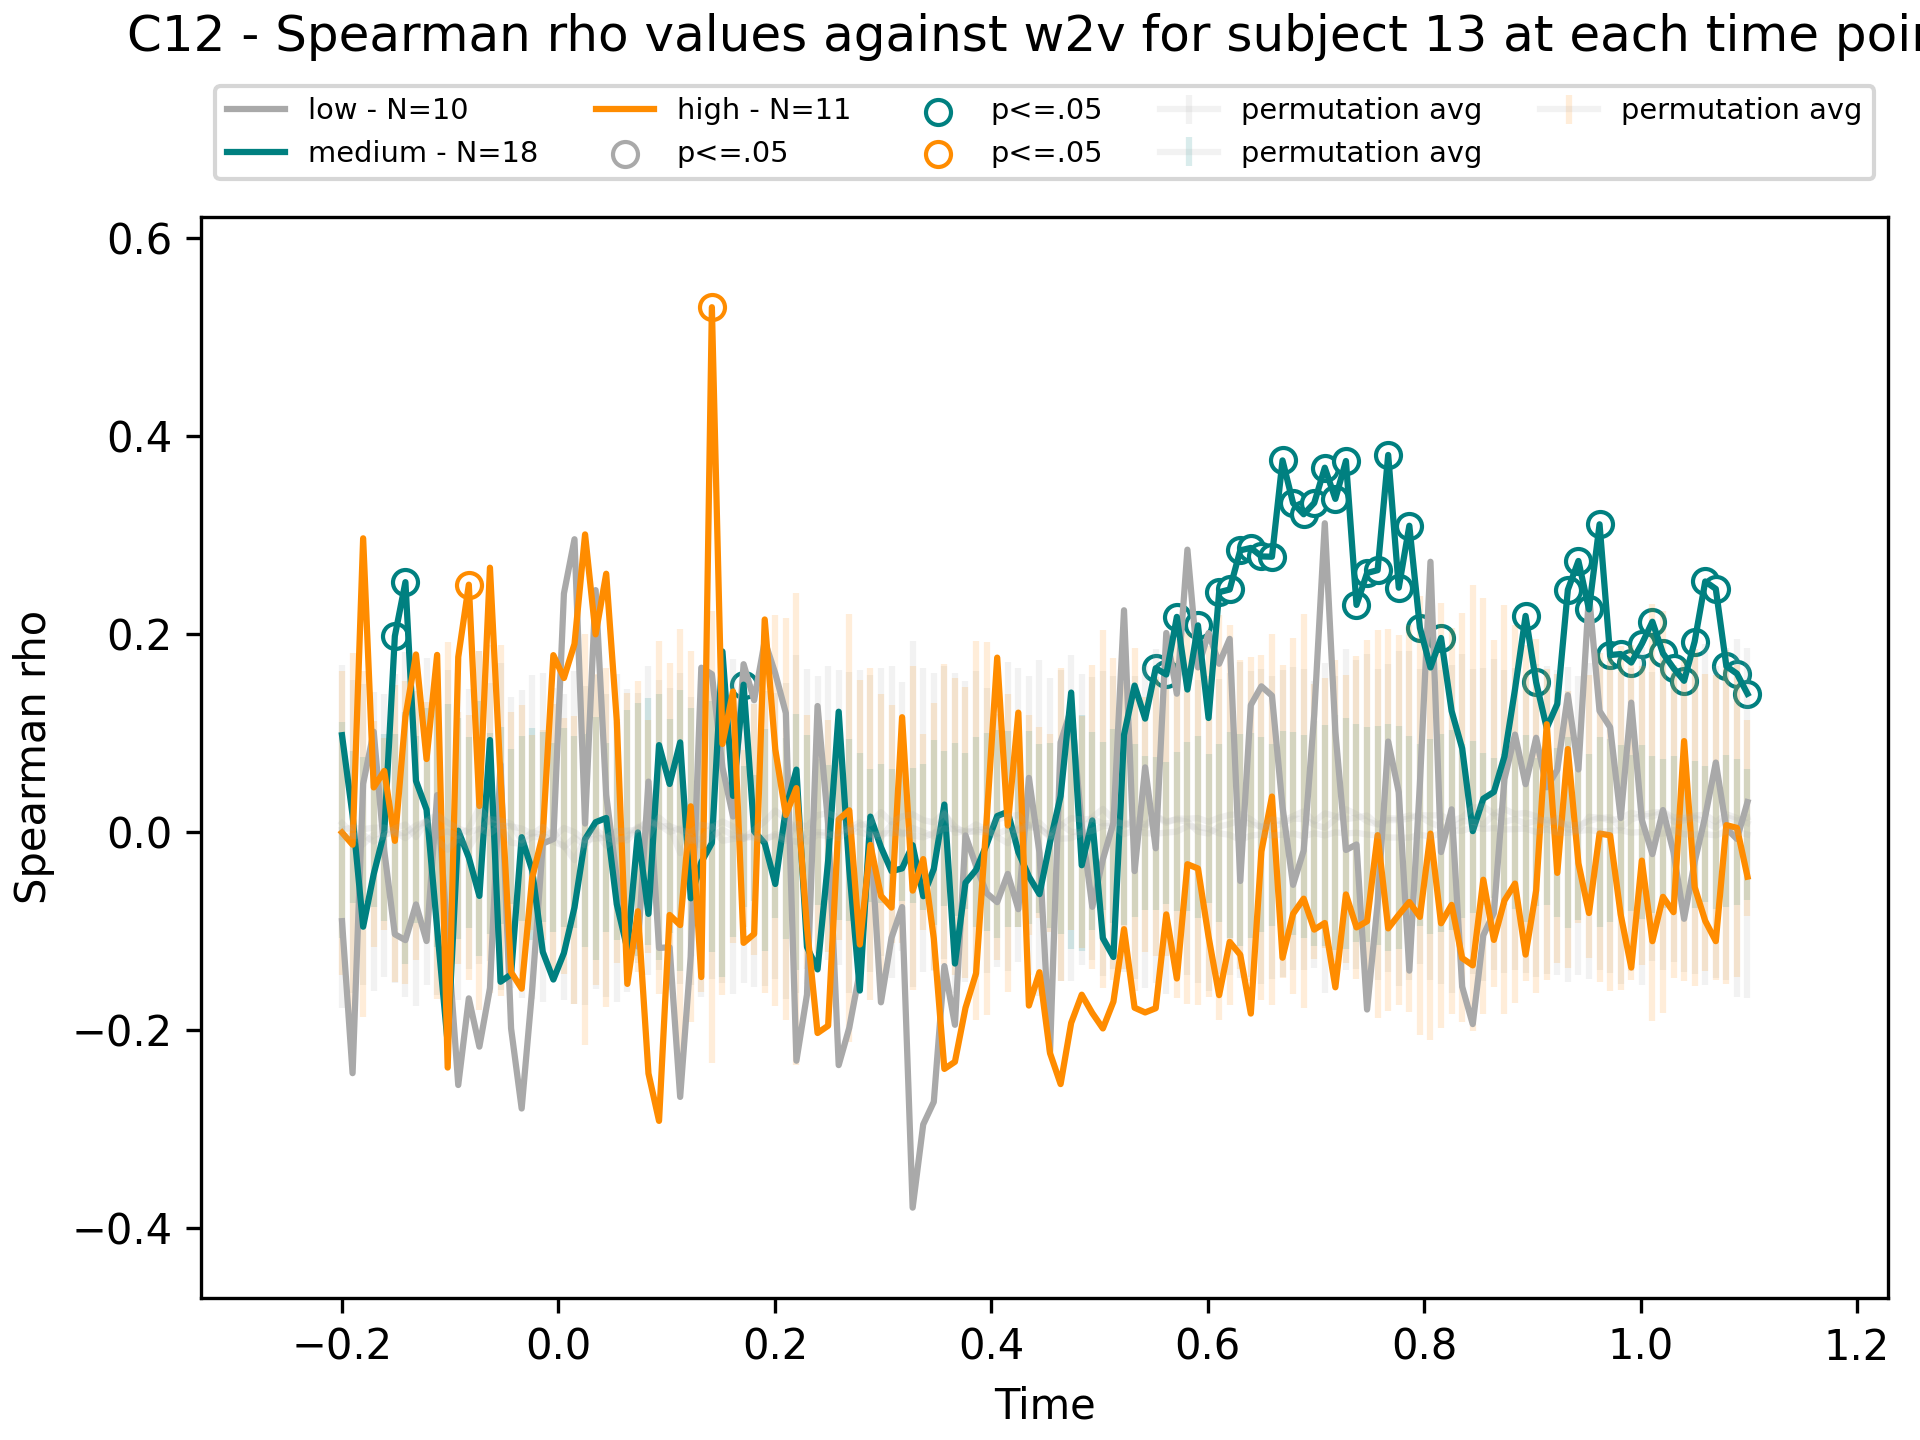 C12 - Spearman rho values against w2v for subject 13 at each time poi
low - N=10
medium - N=18
high - N=11
p<=.05
p<=.05
p<=.05
permutation avg
permutation avg
permutation avg
0.6
0.4
0.2
0.0
−0.2
−0.4
Spearman rho
−0.2 0.0 0.2 0.4 0.6 0.8 1.0 1.2
Time